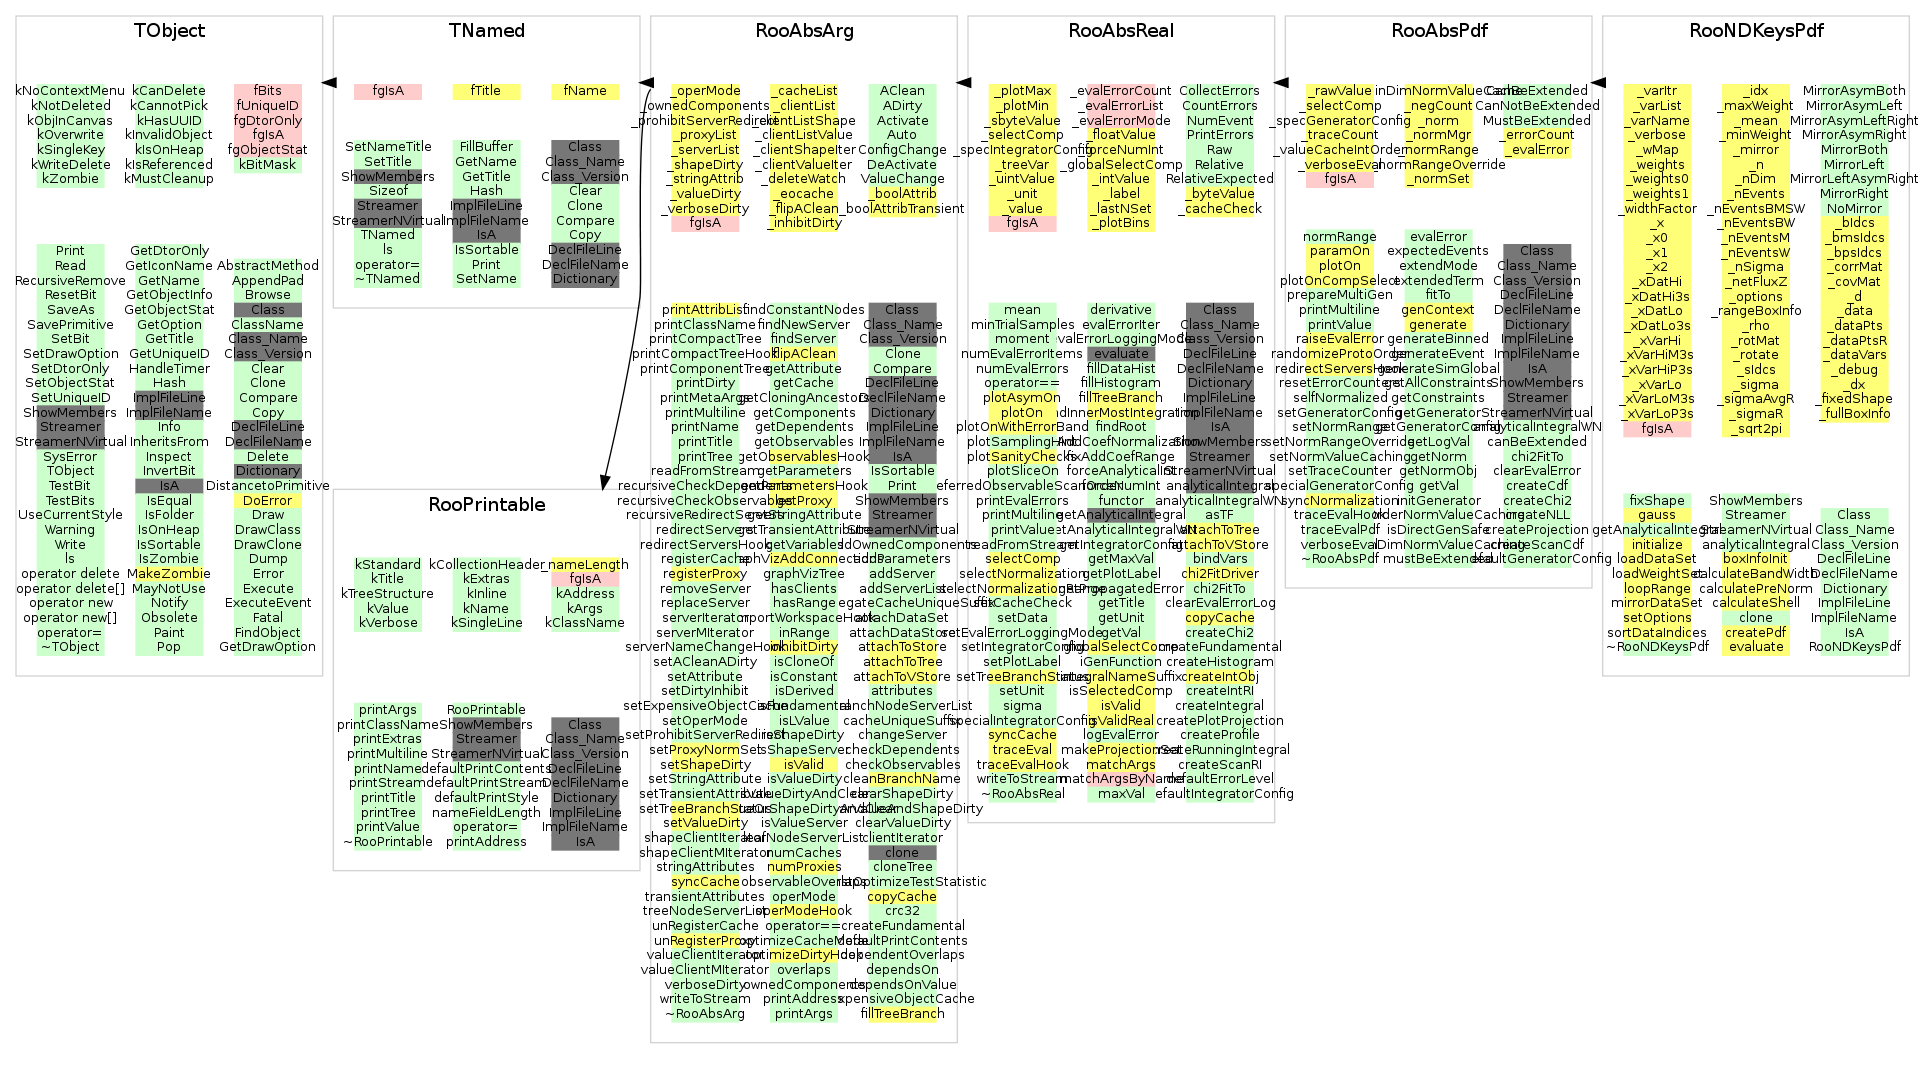 TObject
kNoContextMenu
kNotDeleted
kObjInCanvas
kOverwrite
kSingleKey
kWriteDelete
kZombie
kCanDelete
kCannotPick
kHasUUID
kInvalidObject
kIsOnHeap
kIsReferenced
kMustCleanup
fBits
fUniqueID
fgDtorOnly
fgIsA
fgObjectStat
kBitMask
Print
Read
RecursiveRemove
ResetBit
SaveAs
SavePrimitive
SetBit
SetDrawOption
SetDtorOnly
SetObjectStat
SetUniqueID
ShowMembers
Streamer
StreamerNVirtual
SysError
TObject
TestBit
TestBits
UseCurrentStyle
Warning
Write
ls
operator delete
operator delete[]
operator new
operator new[]
operator=
~TObject
GetDtorOnly
GetIconName
GetName
GetObjectInfo
GetObjectStat
GetOption
GetTitle
GetUniqueID
HandleTimer
Hash
ImplFileLine
ImplFileName
Info
InheritsFrom
Inspect
InvertBit
IsA
IsEqual
IsFolder
IsOnHeap
IsSortable
IsZombie
MakeZombie
MayNotUse
Notify
Obsolete
Paint
Pop
AbstractMethod
AppendPad
Browse
Class
ClassName
Class_Name
Class_Version
Clear
Clone
Compare
Copy
DeclFileLine
DeclFileName
Delete
Dictionary
DistancetoPrimitive
DoError
Draw
DrawClass
DrawClone
Dump
Error
Execute
ExecuteEvent
Fatal
FindObject
GetDrawOption
TNamed
fgIsA
fTitle
fName
SetNameTitle
SetTitle
ShowMembers
Sizeof
Streamer
StreamerNVirtual
TNamed
ls
operator=
~TNamed
FillBuffer
GetName
GetTitle
Hash
ImplFileLine
ImplFileName
IsA
IsSortable
Print
SetName
Class
Class_Name
Class_Version
Clear
Clone
Compare
Copy
DeclFileLine
DeclFileName
Dictionary
RooPrintable
kStandard
kTitle
kTreeStructure
kValue
kVerbose
kCollectionHeader
kExtras
kInline
kName
kSingleLine
_nameLength
fgIsA
kAddress
kArgs
kClassName
printArgs
printClassName
printExtras
printMultiline
printName
printStream
printTitle
printTree
printValue
~RooPrintable
RooPrintable
ShowMembers
Streamer
StreamerNVirtual
defaultPrintContents
defaultPrintStream
defaultPrintStyle
nameFieldLength
operator=
printAddress
Class
Class_Name
Class_Version
DeclFileLine
DeclFileName
Dictionary
ImplFileLine
ImplFileName
IsA
RooAbsArg
_operMode
_ownedComponents
_prohibitServerRedirect
_proxyList
_serverList
_shapeDirty
_stringAttrib
_valueDirty
_verboseDirty
fgIsA
_cacheList
_clientList
_clientListValue
_clientShapeIter
_clientValueIter
_deleteWatch
_eocache
_flipAClean
_inhibitDirty
AClean
ADirty
Activate
Auto
ConfigChange
DeActivate
ValueChange
_boolAttrib
_boolAttribTransient
printAttribList
printClassName
printCompactTree
printCompactTreeHook
printComponentTree
printDirty
printMetaArgs
printMultiline
printName
printTitle
printTree
readFromStream
recursiveCheckDependents
recursiveCheckObservables
recursiveRedirectServers
redirectServers
redirectServersHook
registerCache
registerProxy
removeServer
replaceServer
serverIterator
serverMIterator
serverNameChangeHook
setACleanADirty
setAttribute
setDirtyInhibit
setExpensiveObjectCache
setOperMode
setProhibitServerRedirect
setProxyNormSet
setShapeDirty
setStringAttribute
setTransientAttribute
setTreeBranchStatus
setValueDirty
shapeClientIterator
shapeClientMIterator
stringAttributes
syncCache
transientAttributes
treeNodeServerList
unRegisterCache
unRegisterProxy
valueClientIterator
valueClientMIterator
verboseDirty
writeToStream
~RooAbsArg
findConstantNodes
findNewServer
findServer
flipAClean
getAttribute
getCache
getCloningAncestors
getComponents
getDependents
getObservables
getObservablesHook
getParameters
getParametersHook
getProxy
getStringAttribute
getTransientAttribute
getVariables
graphVizTree
hasClients
hasRange
inRange
inhibitDirty
isCloneOf
isConstant
isDerived
isFundamental
isLValue
isShapeDirty
isShapeServer
isValid
isValueDirty
isValueServer
numCaches
numProxies
observableOverlaps
operMode
operModeHook
operator==
optimizeCacheMode
optimizeDirtyHook
overlaps
ownedComponents
printAddress
printArgs
Class
Class_Name
Class_Version
Clone
Compare
DeclFileLine
DeclFileName
Dictionary
ImplFileLine
ImplFileName
IsA
IsSortable
Print
ShowMembers
Streamer
StreamerNVirtual
addOwnedComponents
addParameters
addServer
addServerList
attachDataSet
attachDataStore
attachToStore
attachToTree
attachToVStore
attributes
branchNodeServerList
cacheUniqueSuffix
changeServer
checkDependents
checkObservables
cleanBranchName
clearShapeDirty
clearValueDirty
clientIterator
clone
cloneTree
copyCache
crc32
createFundamental
defaultPrintContents
dependentOverlaps
dependsOn
dependsOnValue
expensiveObjectCache
fillTreeBranch
RooAbsReal
_plotMax
_plotMin
_sbyteValue
_selectComp
_specIntegratorConfig
_treeVar
_uintValue
_unit
_value
fgIsA
_evalErrorCount
_evalErrorList
_evalErrorMode
_floatValue
_forceNumInt
_globalSelectComp
_intValue
_label
_lastNSet
_plotBins
CollectErrors
CountErrors
NumEvent
PrintErrors
Raw
Relative
RelativeExpected
_byteValue
_cacheCheck
mean
minTrialSamples
moment
numEvalErrorItems
numEvalErrors
operator==
plotAsymOn
plotOn
plotOnWithErrorBand
plotSamplingHint
plotSanityChecks
plotSliceOn
printEvalErrors
printMultiline
printValue
readFromStream
selectComp
selectNormalization
selectNormalizationRange
setCacheCheck
setData
setEvalErrorLoggingMode
setIntegratorConfig
setPlotLabel
setTreeBranchStatus
setUnit
sigma
specialIntegratorConfig
syncCache
traceEval
traceEvalHook
writeToStream
~RooAbsReal
derivative
evalErrorIter
evalErrorLoggingMode
evaluate
fillDataHist
fillHistogram
fillTreeBranch
findInnerMostIntegration
findRoot
fixAddCoefNormalization
fixAddCoefRange
forceAnalyticalInt
forceNumInt
functor
getAnalyticalIntegral
getAnalyticalIntegralWN
getIntegratorConfig
getMaxVal
getPlotLabel
getPropagatedError
getTitle
getUnit
getVal
globalSelectComp
iGenFunction
integralNameSuffix
isSelectedComp
isValid
isValidReal
logEvalError
makeProjectionSet
matchArgs
matchArgsByName
maxVal
Class
Class_Name
Class_Version
DeclFileLine
DeclFileName
Dictionary
ImplFileLine
ImplFileName
IsA
ShowMembers
Streamer
StreamerNVirtual
analyticalIntegral
analyticalIntegralWN
asTF
attachToTree
attachToVStore
bindVars
chi2FitDriver
chi2FitTo
clearEvalErrorLog
copyCache
createChi2
createFundamental
createHistogram
createIntObj
createIntRI
createIntegral
createPlotProjection
createProfile
createRunningIntegral
createScanRI
defaultErrorLevel
defaultIntegratorConfig
RooAbsPdf
_rawValue
_selectComp
_specGeneratorConfig
_traceCount
_valueCacheIntOrder
_verboseEval
fgIsA
_minDimNormValueCache
_negCount
_norm
_normMgr
_normRange
_normRangeOverride
_normSet
CanBeExtended
CanNotBeExtended
MustBeExtended
_errorCount
_evalError
normRange
paramOn
plotOn
plotOnCompSelect
prepareMultiGen
printMultiline
printValue
raiseEvalError
randomizeProtoOrder
redirectServersHook
resetErrorCounters
selfNormalized
setGeneratorConfig
setNormRange
setNormRangeOverride
setNormValueCaching
setTraceCounter
syncNormalization
traceEvalHook
traceEvalPdf
verboseEval
~RooAbsPdf
evalError
expectedEvents
extendMode
extendedTerm
fitTo
genContext
generate
generateBinned
generateEvent
generateSimGlobal
getAllConstraints
getConstraints
getGenerator
getGeneratorConfig
getLogVal
getNorm
getNormObj
getVal
initGenerator
isDirectGenSafe
mustBeExtended
Class
Class_Name
Class_Version
DeclFileLine
DeclFileName
Dictionary
ImplFileLine
ImplFileName
IsA
ShowMembers
Streamer
StreamerNVirtual
analyticalIntegralWN
canBeExtended
chi2FitTo
clearEvalError
createCdf
createChi2
createNLL
createProjection
createScanCdf
defaultGeneratorConfig
RooNDKeysPdf
_varItr
_varList
_varName
_verbose
_wMap
_weights
_weights0
_weights1
_widthFactor
_x
_x0
_x1
_x2
_xDatHi
_xDatHi3s
_xDatLo
_xDatLo3s
_xVarHi
_xVarHiM3s
_xVarHiP3s
_xVarLo
_xVarLoM3s
_xVarLoP3s
fgIsA
_idx
_maxWeight
_mean
_minWeight
_mirror
_n
_nDim
_nEvents
_nEventsBMSW
_nEventsBW
_nEventsM
_nEventsW
_nSigma
_netFluxZ
_options
_rangeBoxInfo
_rho
_rotMat
_rotate
_sIdcs
_sigma
_sigmaAvgR
_sigmaR
_sqrt2pi
MirrorAsymBoth
MirrorAsymLeft
MirrorAsymLeftRight
MirrorAsymRight
MirrorBoth
MirrorLeft
MirrorLeftAsymRight
MirrorRight
NoMirror
_bIdcs
_bmsIdcs
_bpsIdcs
_corrMat
_covMat
_d
_data
_dataPts
_dataPtsR
_dataVars
_debug
_dx
_fixedShape
_fullBoxInfo
fixShape
gauss
getAnalyticalIntegral
initialize
loadDataSet
loadWeightSet
loopRange
mirrorDataSet
setOptions
sortDataIndices
~RooNDKeysPdf
ShowMembers
Streamer
StreamerNVirtual
analyticalIntegral
boxInfoInit
calculateBandWidth
calculatePreNorm
calculateShell
clone
createPdf
evaluate
Class
Class_Name
Class_Version
DeclFileLine
DeclFileName
Dictionary
ImplFileLine
ImplFileName
IsA
RooNDKeysPdf